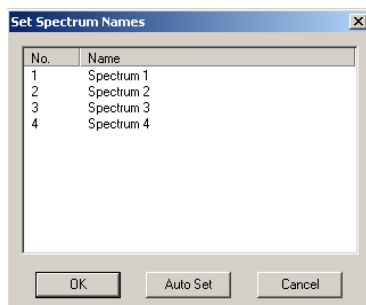 Set Spectrum Names
No. Name
1 Spectrum 1
2 Spectrum 2
3 Spectrum 3
4 Spectrum 4
OK Auto Set Cancel